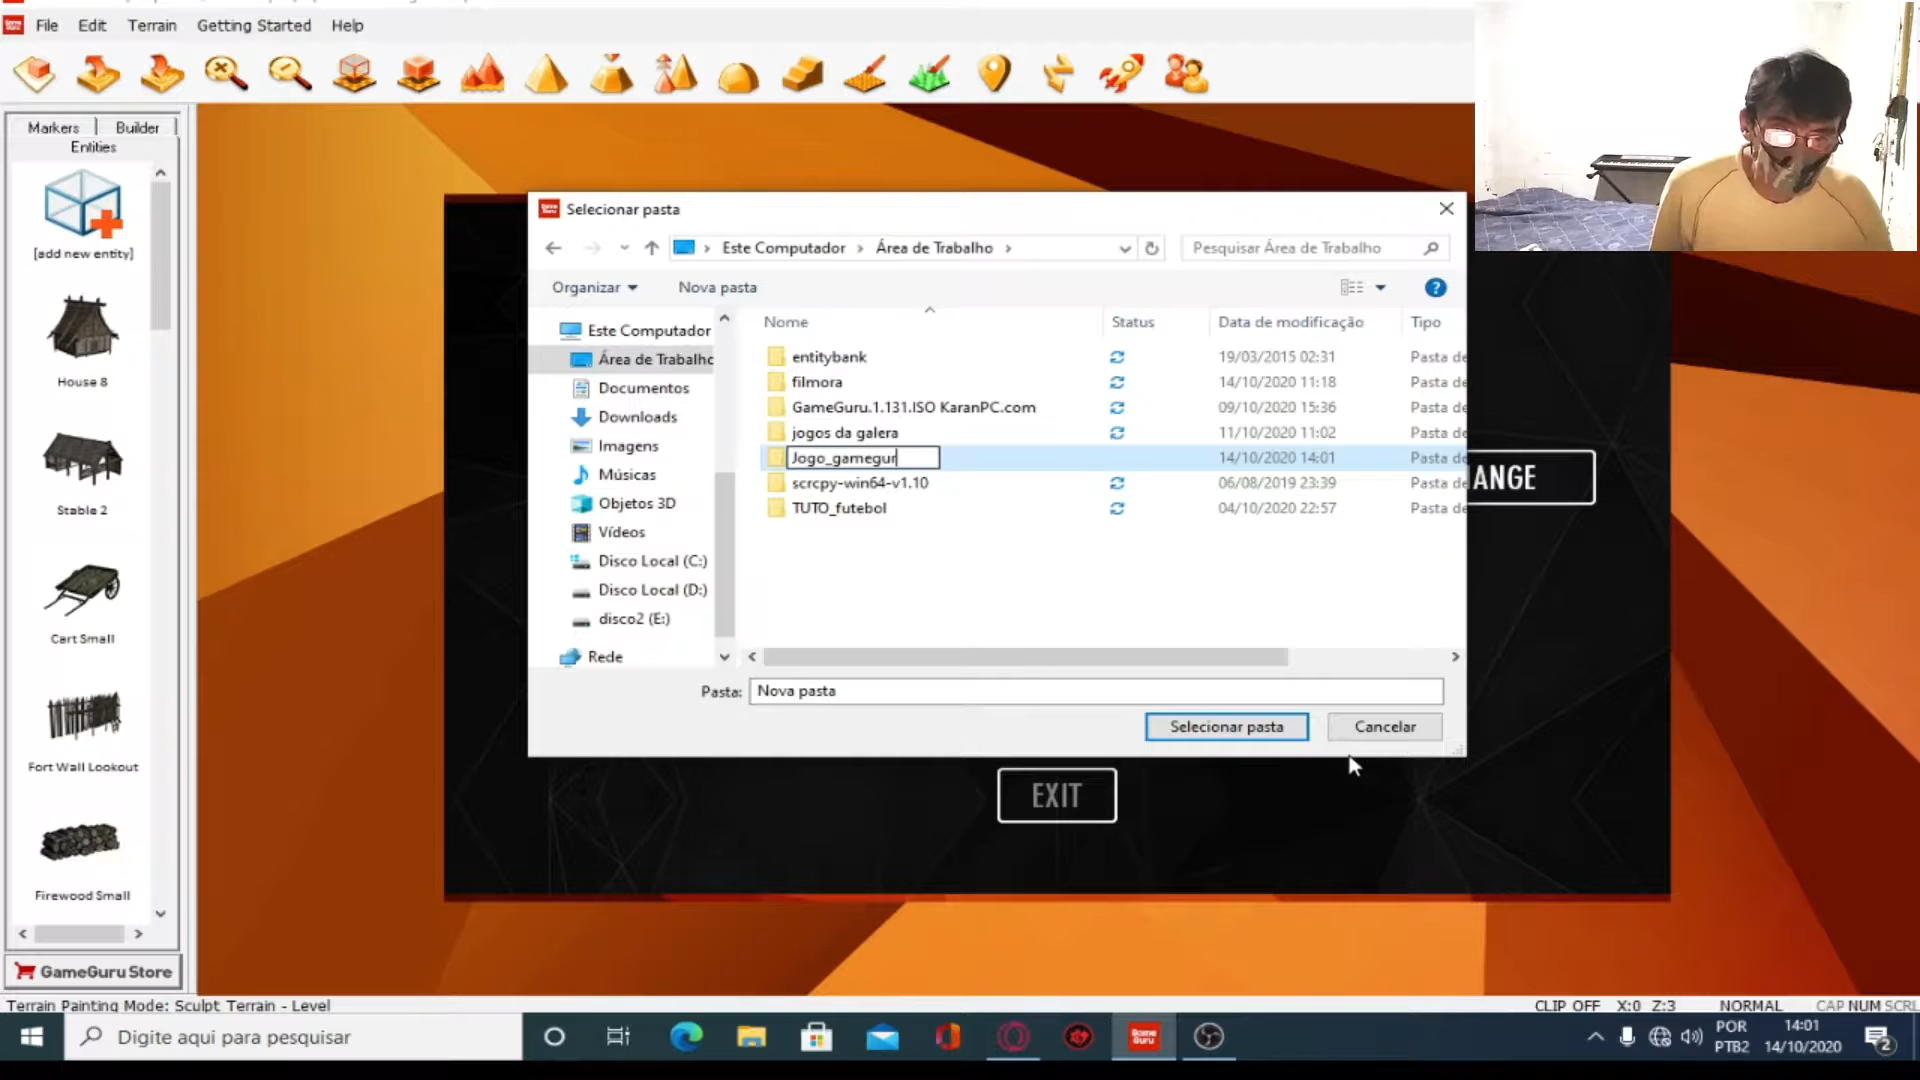 File Edit Terrain Getting Started Help
Markers Builder
Entities
[add new entity]
House 8
Stable 2
Cart Small
Fort Wall Lookout
Firewood Small
GameGuru Store
Selecionar pasta
Este Computador > Área de Trabalho >
Pesquisar Área de Trabalho
Organizar Nova pasta
Este Computador
Área de Trabalho
Documentos
Downloads
Imagens
Músicas
Objetos 3D
Vídeos
Disco Local (C:)
Disco Local (D:)
disco2 (E:)
Rede
Nome Status Data de modificação Tipo
entitybank 19/03/2015 02:31 Pasta de
filmora 14/10/2020 11:18 Pasta de
GameGuru.1.131.ISO KaranPC.com 09/10/2020 15:36 Pasta de
jogos da galera 11/10/2020 11:02 Pasta de
Jogo_gamegur 14/10/2020 14:01 Pasta de
scrcpy-win64-v1.10 06/08/2019 23:39 Pasta de
TUTO_futebol 04/10/2020 22:57 Pasta de
Pasta: Nova pasta
Selecionar pasta Cancelar
ANGE
EXIT
Terrain Painting Mode: Sculpt Terrain - Level
CLIP OFF X:0 Z:3 NORMAL CAP NUM SCRL
Digite aqui para pesquisar
Game Guru
POR
PTB2
14:01
14/10/2020
2